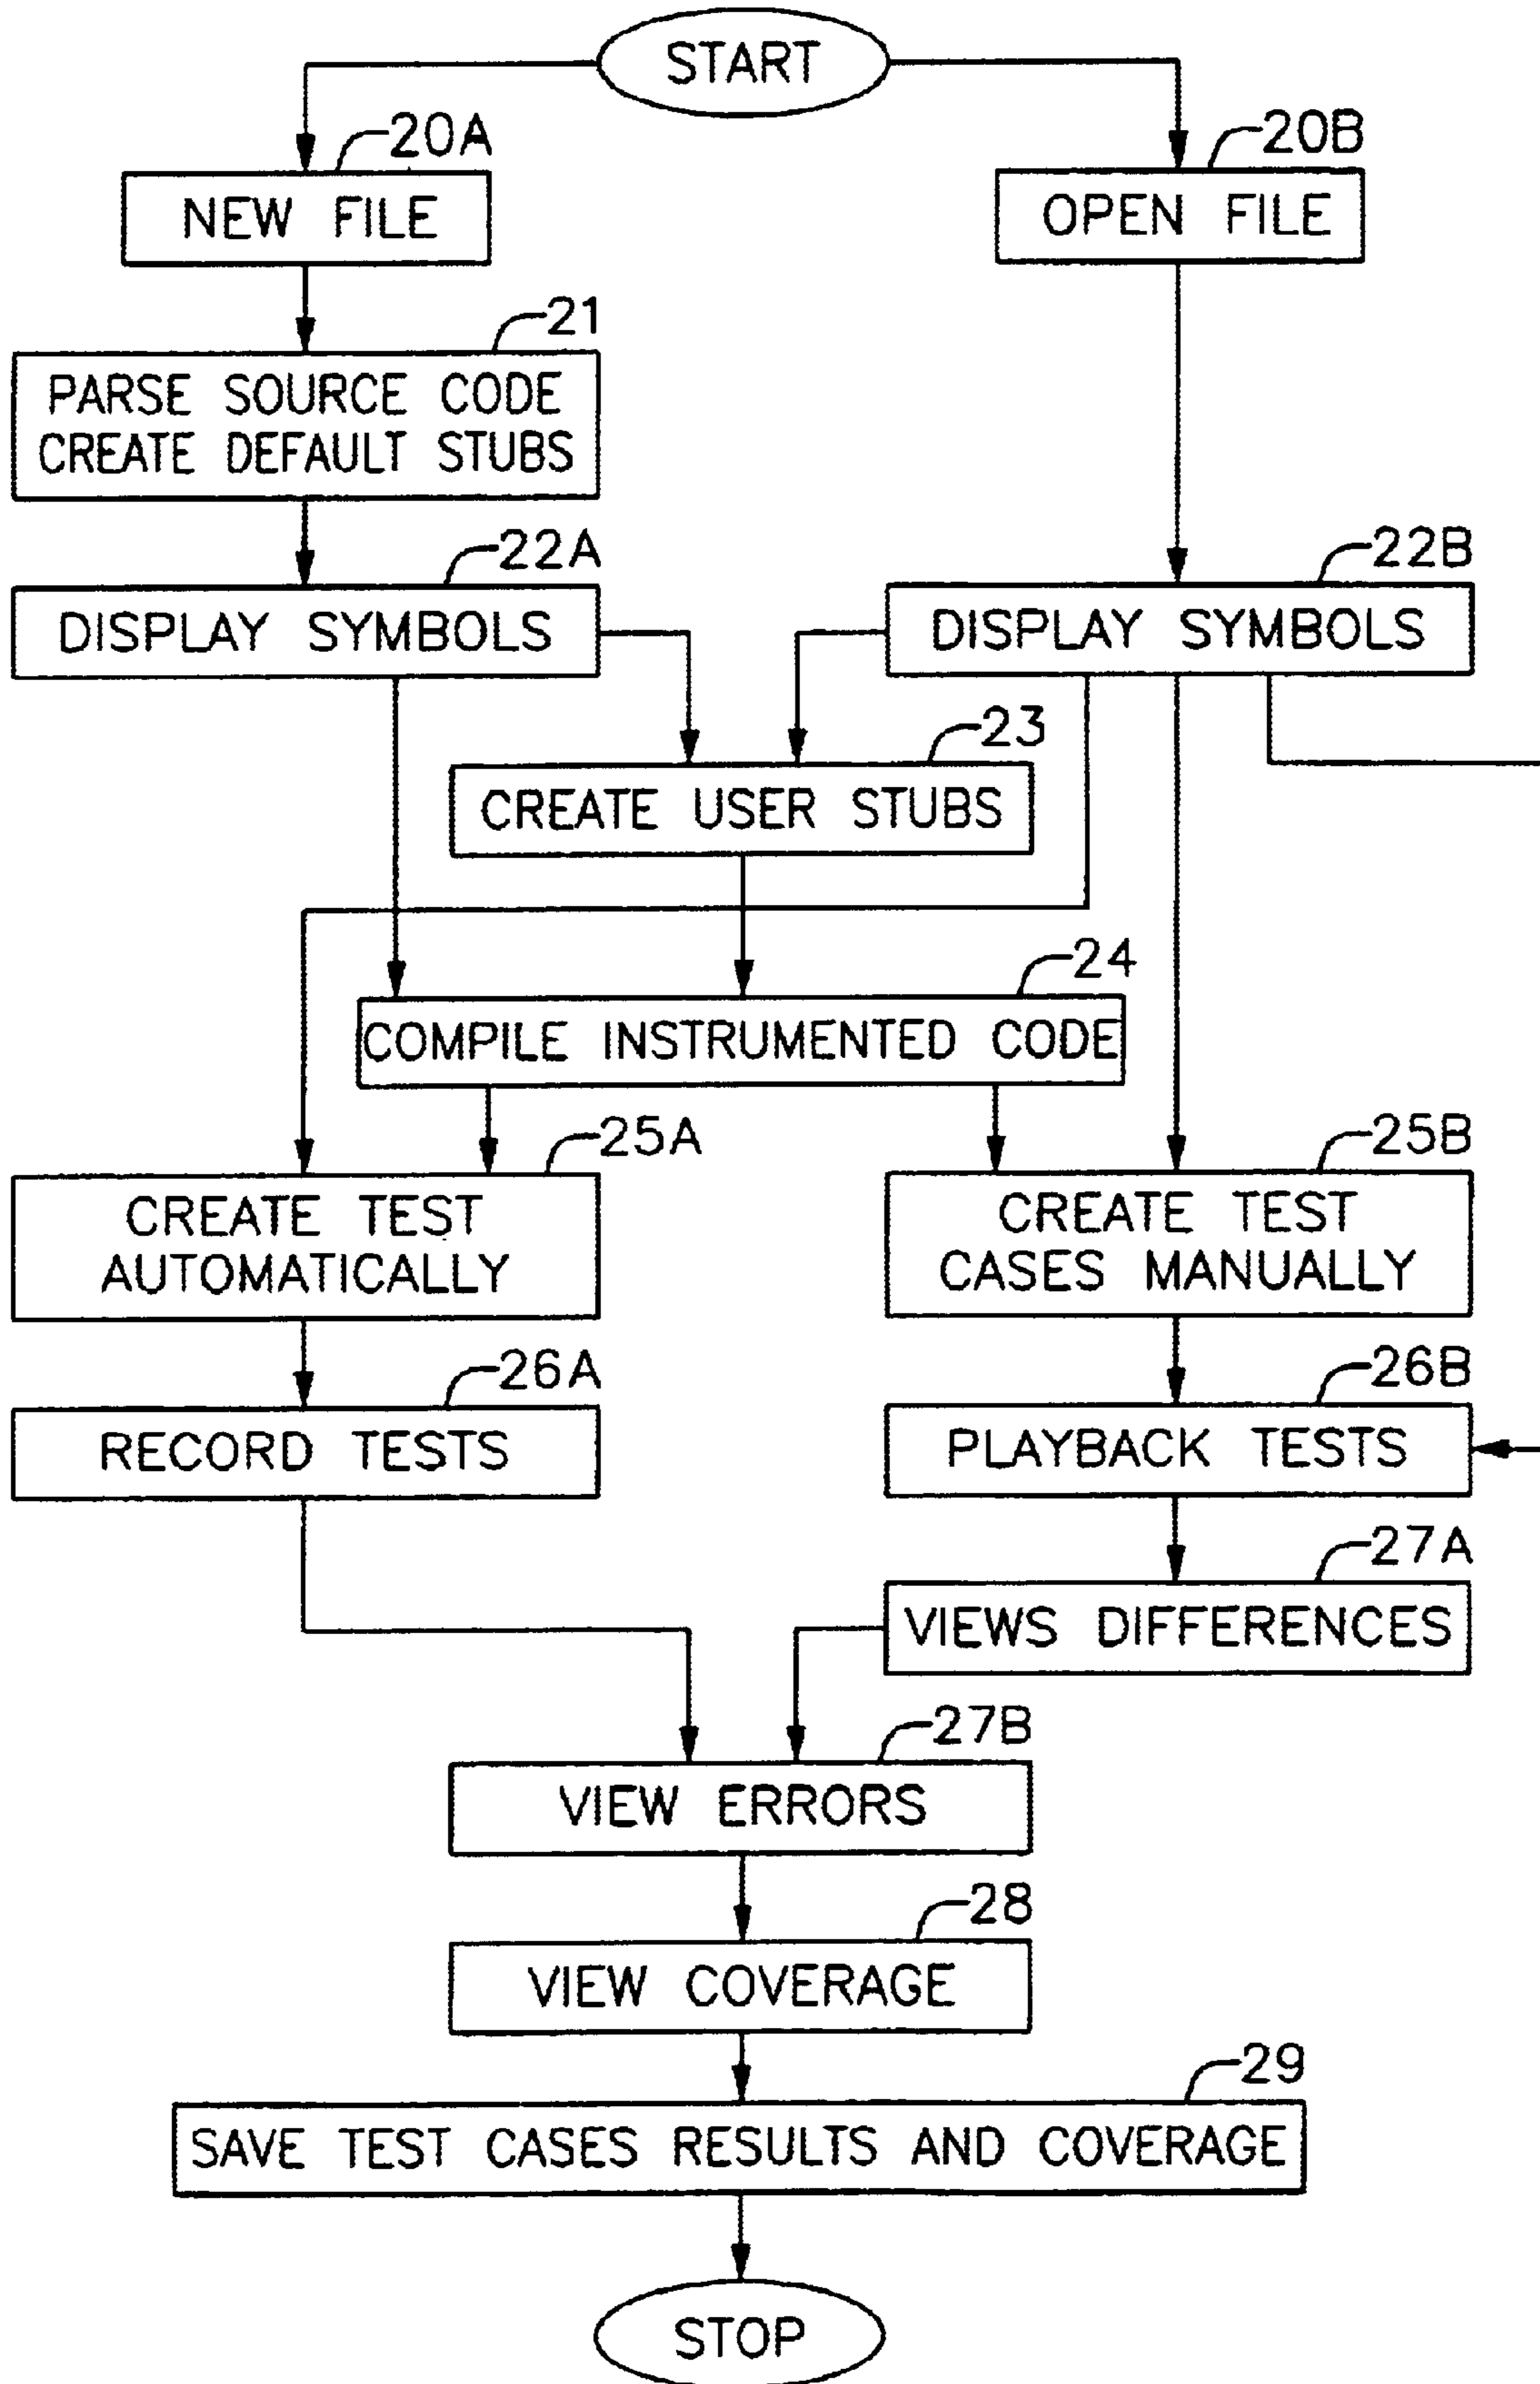 START
20A
20B
NEW FILE
OPEN FILE
21
PARSE SOURCE CODE
CREATE DEFAULT STUBS
22A
22B
DISPLAY SYMBOLS
DISPLAY SYMBOLS
23
CREATE USER STUBS
24
COMPILE INSTRUMENTED CODE
25A
25B
CREATE TEST
AUTOMATICALLY
CREATE TEST
CASES MANUALLY
26A
26B
RECORD TESTS
PLAYBACK TESTS
27A
VIEWS DIFFERENCES
27B
VIEW ERRORS
28
VIEW COVERAGE
29
SAVE TEST CASES RESULTS AND COVERAGE
STOP